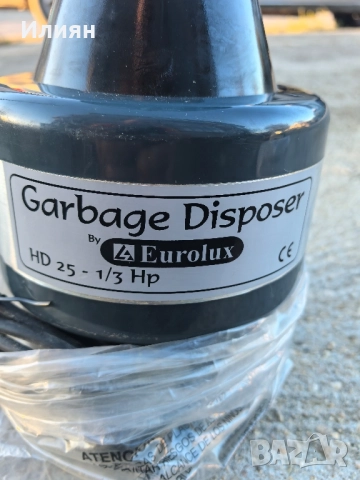 Илиян
Garbage Disposer
By Eurolux
HD 25 - 1/3 Hp CE
BAZAR